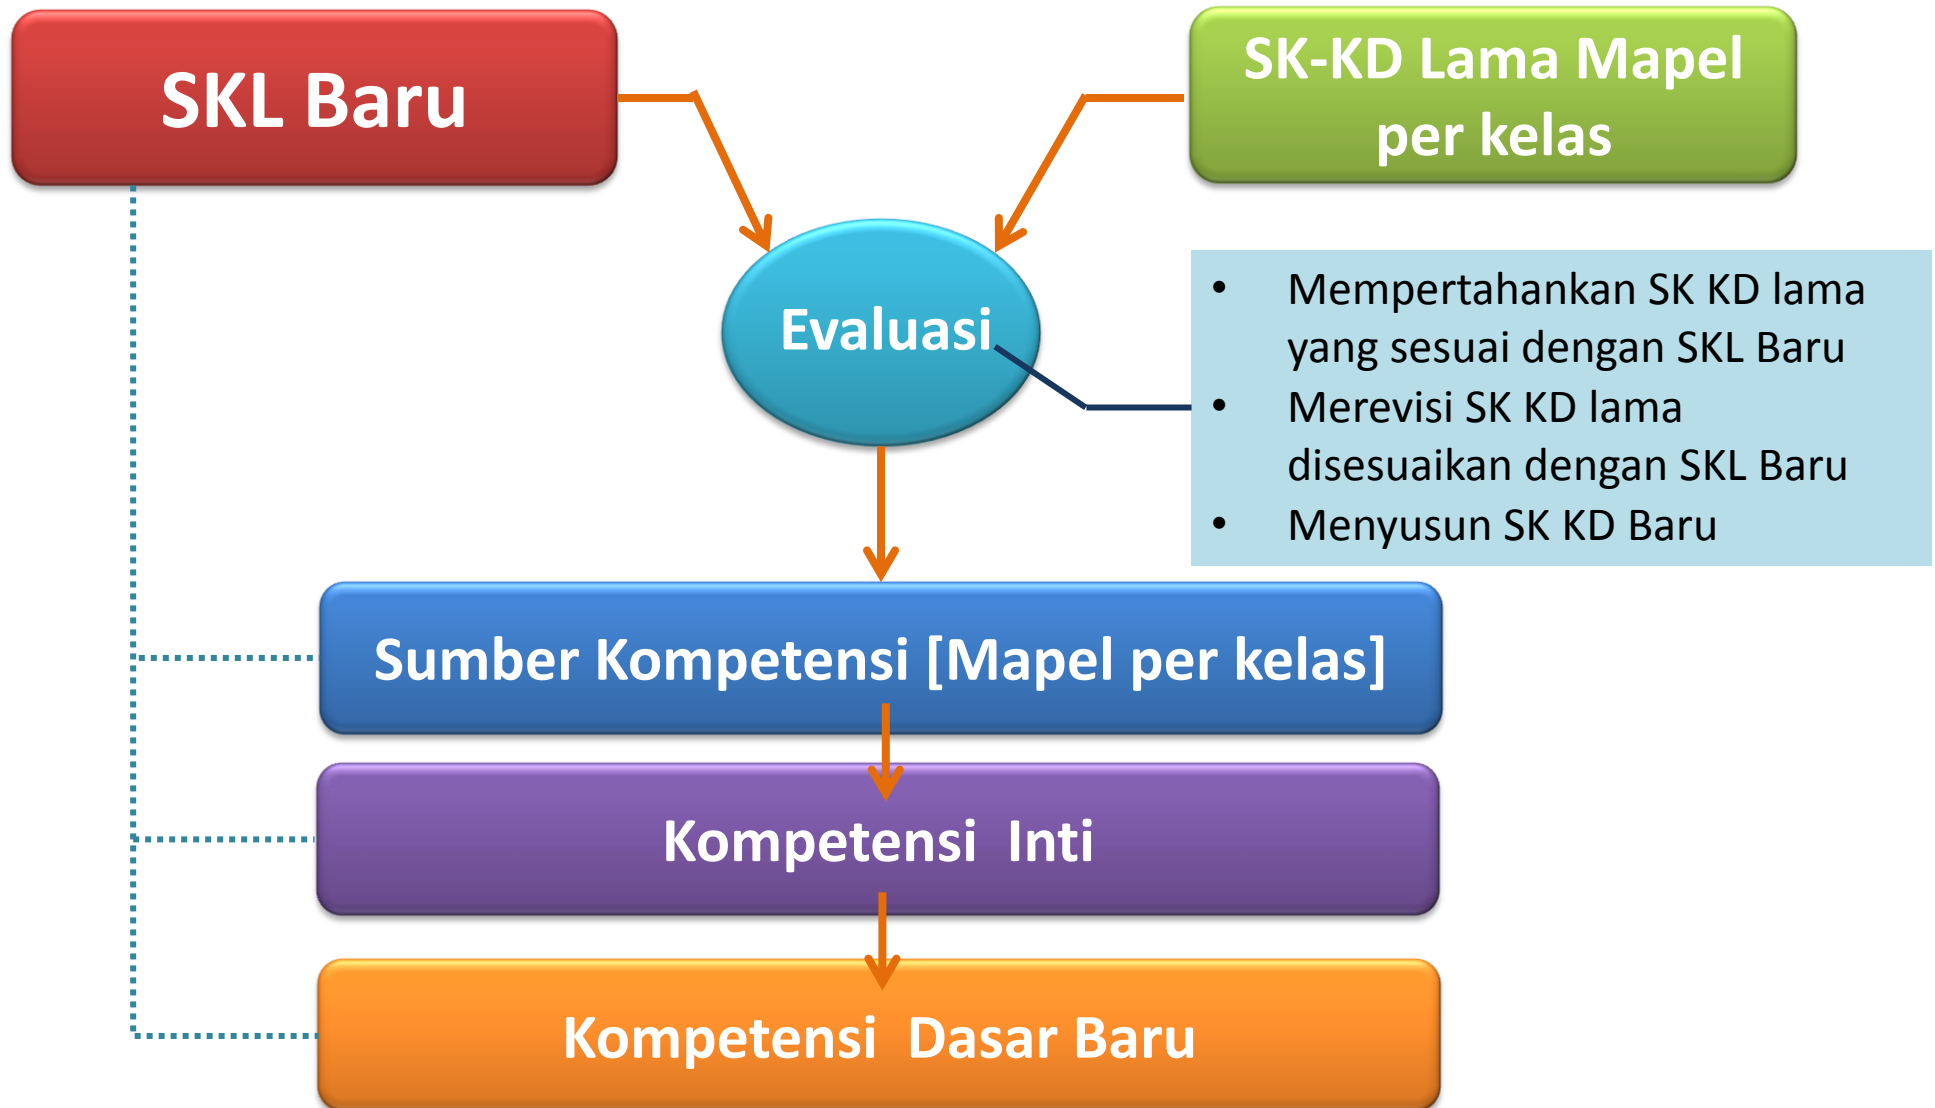 SKL Baru
SK-KD Lama Mapel
per kelas
Evaluasi
• Mempertahankan SK KD lama
yang sesuai dengan SKL Baru
• Merevisi SK KD lama
disesuaikan dengan SKL Baru
• Menyusun SK KD Baru
Sumber Kompetensi [Mapel per kelas]
Kompetensi Inti
Kompetensi Dasar Baru